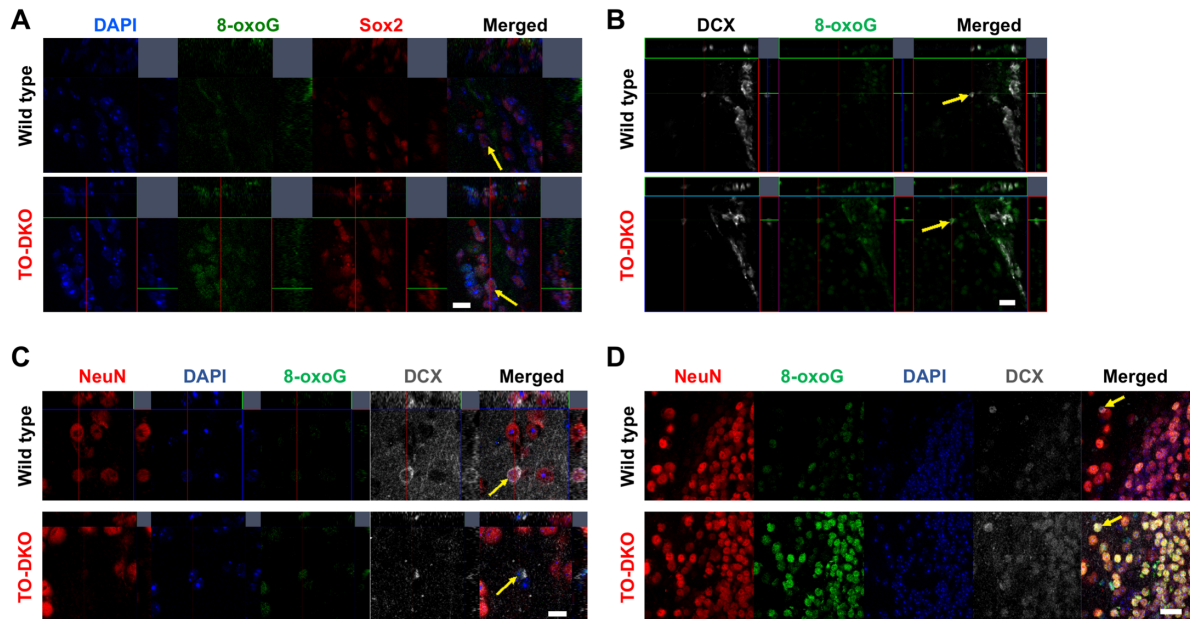 A
DAPI 8-oxoG Sox2 Merged
Wild type
TO-DKO
B
DCX 8-oxoG Merged
Wild type
TO-DKO
C
NeuN DAPI 8-oxoG DCX Merged
Wild type
TO-DKO
D
NeuN 8-oxoG DAPI DCX Merged
Wild type
TO-DKO